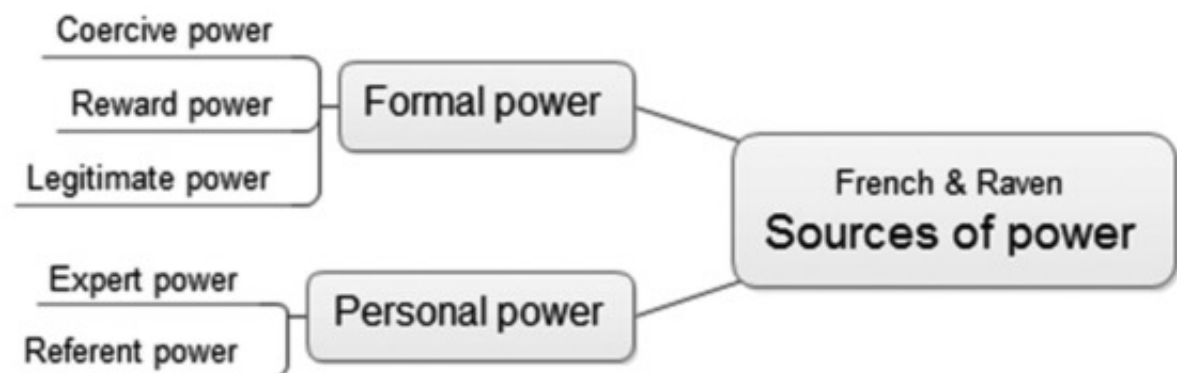 Coercive power
Reward power
Legitimate power
Formal power
Expert power
Referent power
Personal power
French & Raven
Sources of power